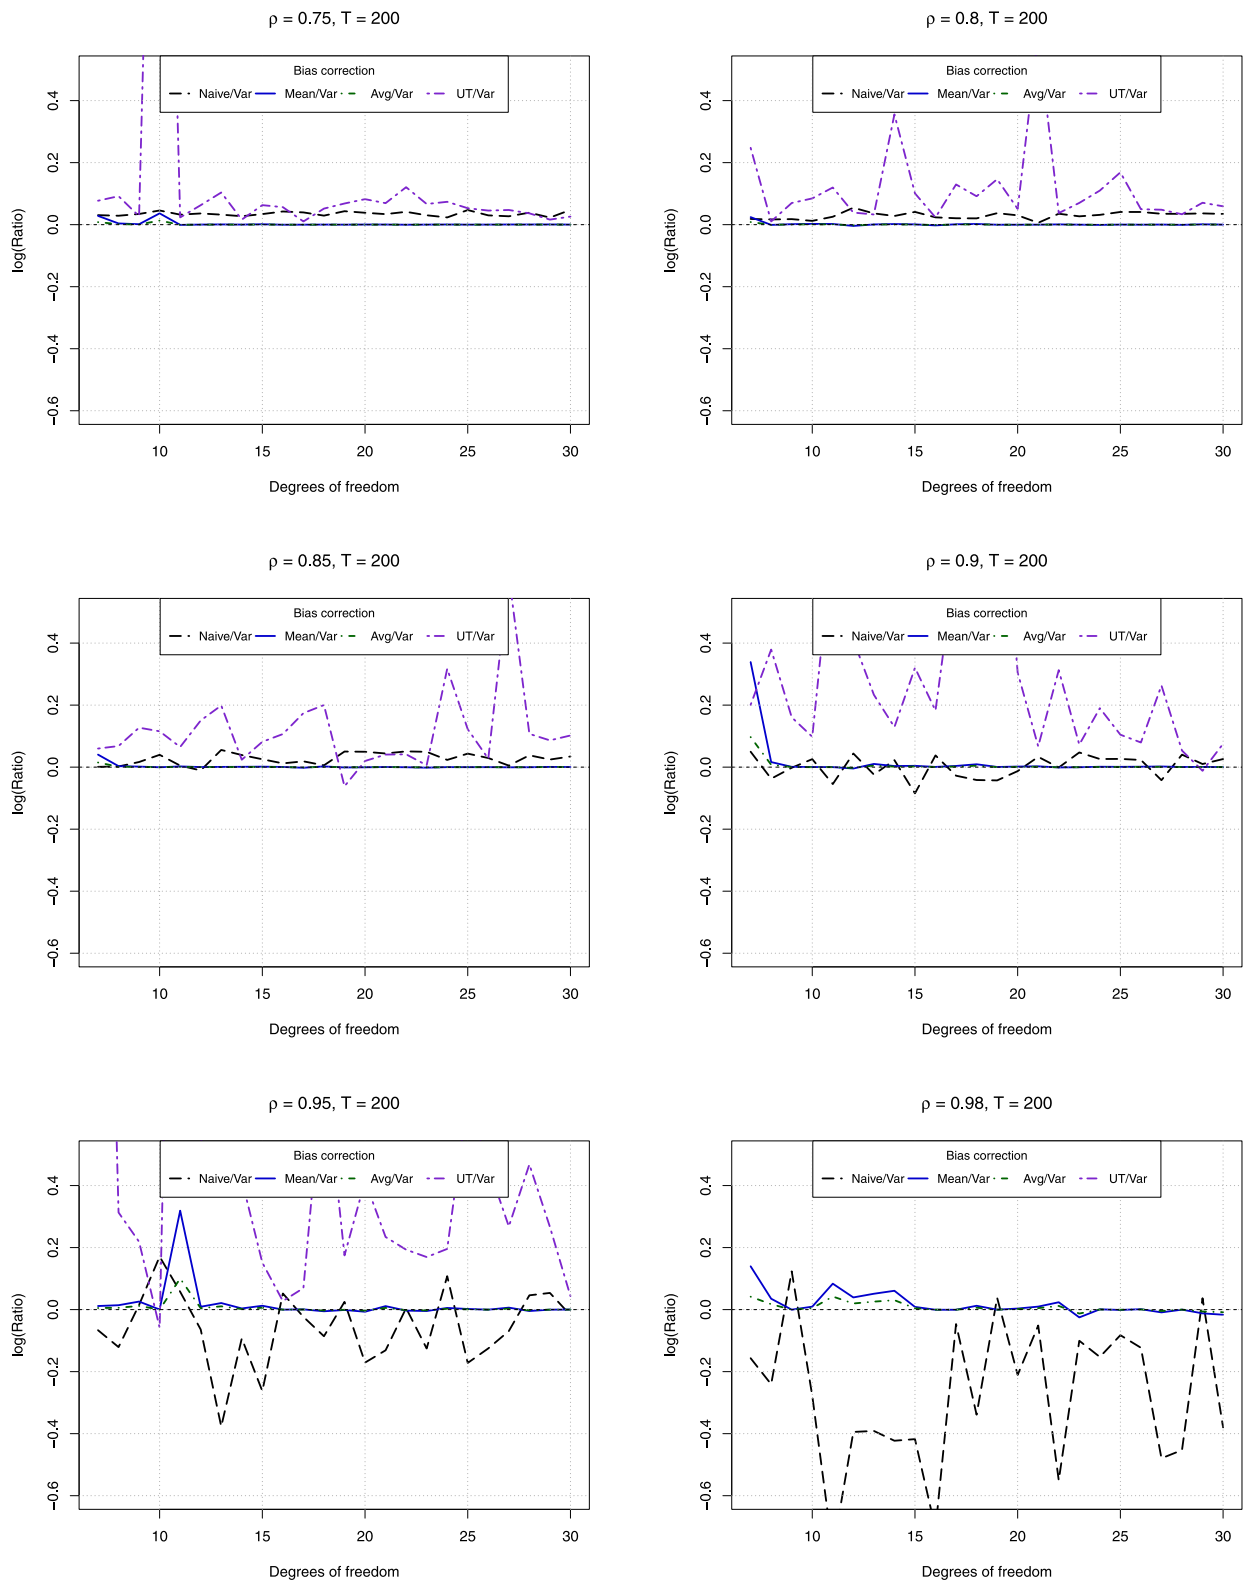 ρ = 0.75, T = 200
Bias correction
Naive/Var Mean/Var Avg/Var UT/Var
0.4
0.2
0.0
−0.2
−0.4
−0.6
log(Ratio)
10 15 20 25 30
Degrees of freedom
ρ = 0.8, T = 200
Bias correction
Naive/Var Mean/Var Avg/Var UT/Var
0.4
0.2
0.0
−0.2
−0.4
−0.6
log(Ratio)
10 15 20 25 30
Degrees of freedom
ρ = 0.85, T = 200
Bias correction
Naive/Var Mean/Var Avg/Var UT/Var
0.4
0.2
0.0
−0.2
−0.4
−0.6
log(Ratio)
10 15 20 25 30
Degrees of freedom
ρ = 0.9, T = 200
Bias correction
Naive/Var Mean/Var Avg/Var UT/Var
0.4
0.2
0.0
−0.2
−0.4
−0.6
log(Ratio)
10 15 20 25 30
Degrees of freedom
ρ = 0.95, T = 200
Bias correction
Naive/Var Mean/Var Avg/Var UT/Var
0.4
0.2
0.0
−0.2
−0.4
−0.6
log(Ratio)
10 15 20 25 30
Degrees of freedom
ρ = 0.98, T = 200
Bias correction
Naive/Var Mean/Var Avg/Var UT/Var
0.4
0.2
0.0
−0.2
−0.4
−0.6
log(Ratio)
10 15 20 25 30
Degrees of freedom